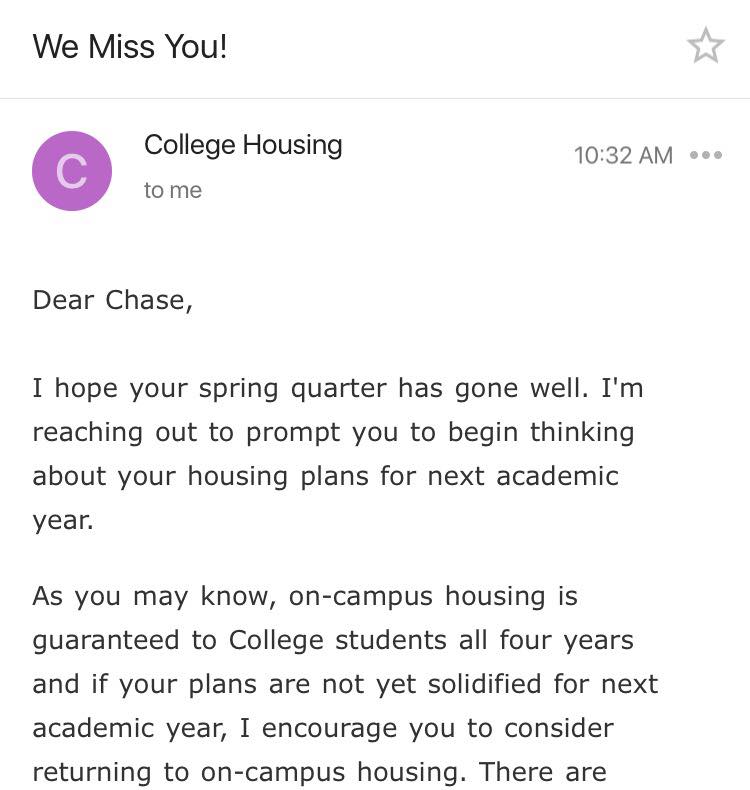 We Miss You!
C
College Housing
10:32 AM
to me
Dear Chase,
I hope your spring quarter has gone well. I'm
reaching out to prompt you to begin thinking
about your housing plans for next academic
year.
As you may know, on-campus housing is
guaranteed to College students all four years
and if your plans are not yet solidified for next
academic year, I encourage you to consider
returning to on-campus housing. There are